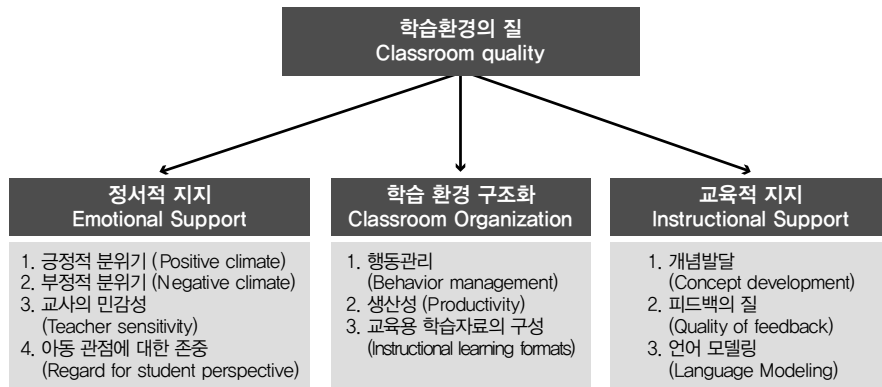 학습환경의 질
Classroom quality
정서적 지지
Emotional Support
1. 긍정적 분위기 (Positive climate)
2. 부정적 분위기 (Negative climate)
3. 교사의 민감성
(Teacher sensitivity)
4. 아동 관점에 대한 존중
(Regard for student perspective)
학습 환경 구조화
Classroom Organization
1. 행동관리
(Behavior management)
2. 생산성 (Productivity)
3. 교육용 학습자료의 구성
(Instructional learning formats)
교육적 지지
Instructional Support
1. 개념발달
(Concept development)
2. 피드백의 질
(Quality of feedback)
3. 언어 모델링
(Language Modeling)